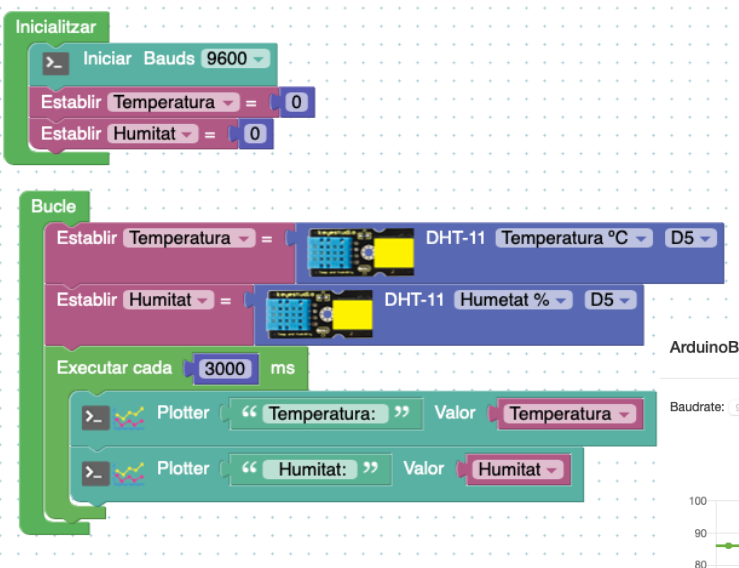 Inicialitzar
>_ Iniciar Bauds 9600
Establir Temperatura = 0
Establir Humitat = 0
Bucle
Establir Temperatura = keyestudio DHT-11 Temperatura ºC D5
Establir Humitat = keyestudio DHT-11 Humetat % D5
Executar cada 3000 ms
>_ Plotter “ Temperatura: ” Valor Temperatura
>_ Plotter “ Humitat: ” Valor Humitat
ArduinoB
Baudrate:
100
90
80